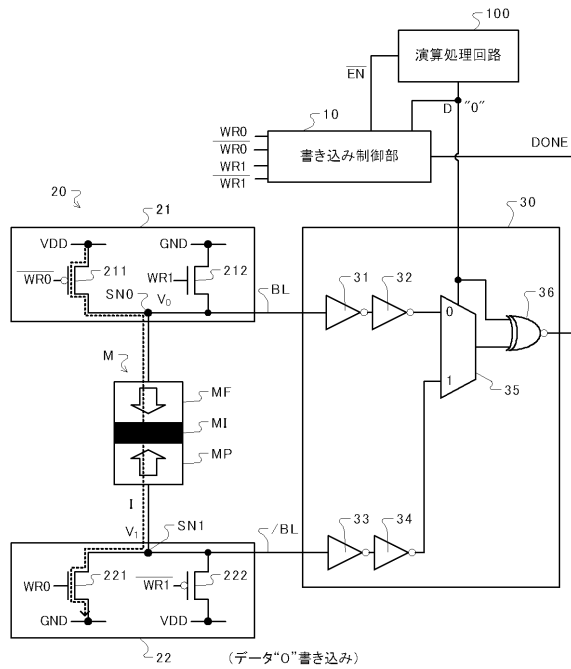 100
演算処理回路
EN
D "0"
10
WR0
WR0
WR1
WR1
書き込み制御部
DONE
20
21
30
VDD
GND
WR0
211
WR1
212
SN0
V0
BL
31
32
0
36
M
MF
MI
MP
1
35
I
V1
SN1
/BL
33
34
WR0
221
WR1
222
GND
VDD
22
(データ"0"書き込み)